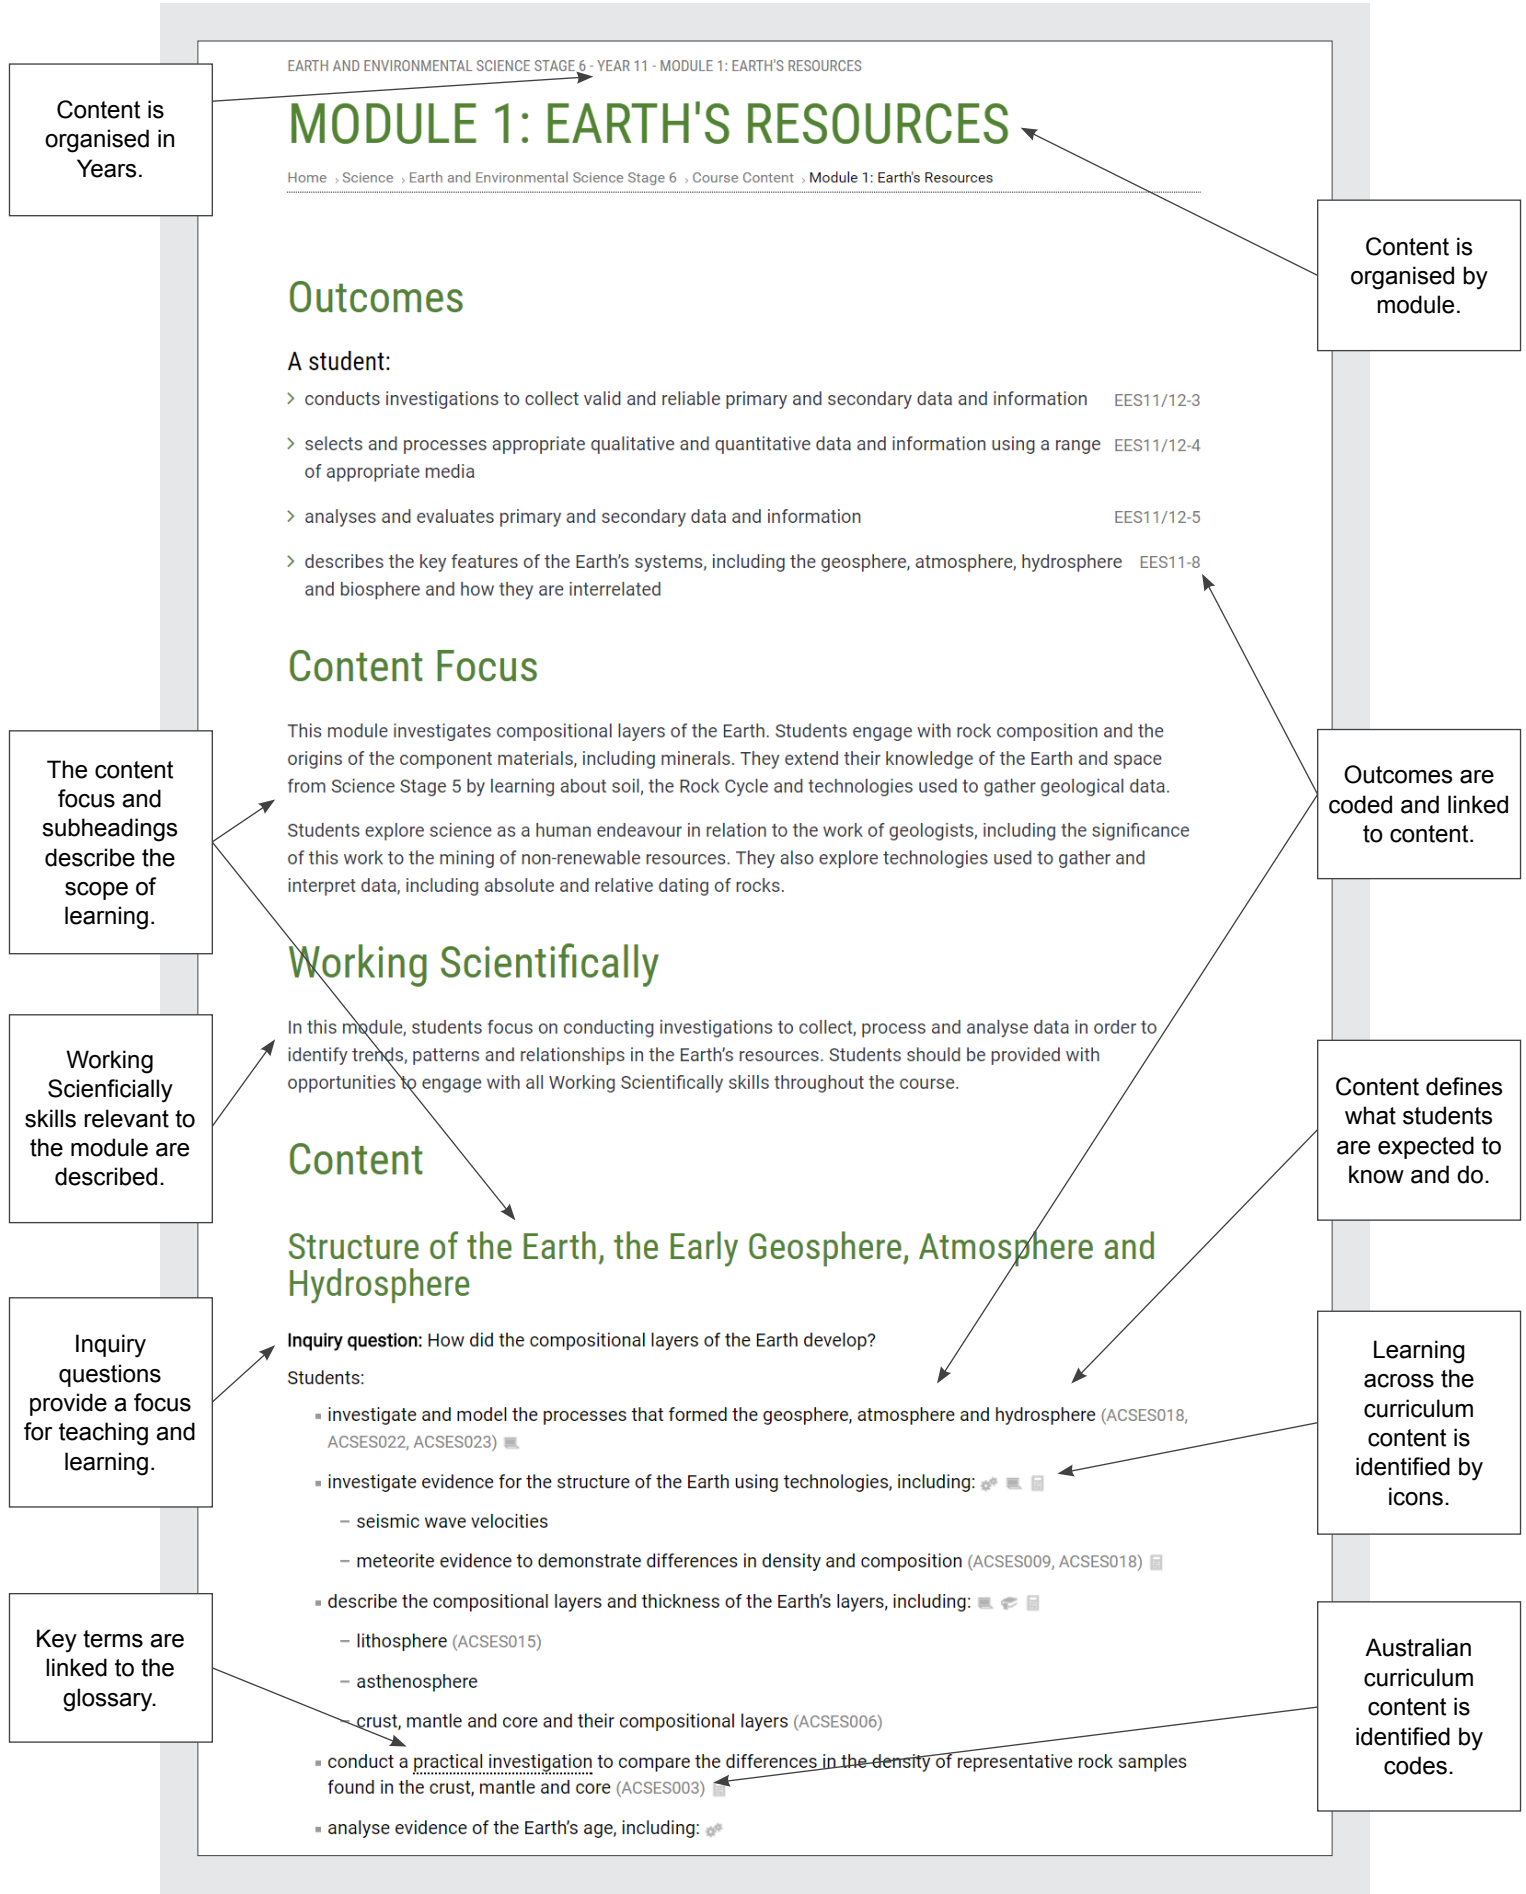 EARTH AND ENVIRONMENTAL SCIENCE STAGE 6 - YEAR 11 - MODULE 1: EARTH'S RESOURCES
MODULE 1: EARTH'S RESOURCES
Home › Science › Earth and Environmental Science Stage 6 › Course Content › Module 1: Earth's Resources
Content is
organised in
Years.
Content is
organised by
module.
Outcomes
A student:
> conducts investigations to collect valid and reliable primary and secondary data and information EES11/12-3
> selects and processes appropriate qualitative and quantitative data and information using a range EES11/12-4
of appropriate media
> analyses and evaluates primary and secondary data and information EES11/12-5
> describes the key features of the Earth’s systems, including the geosphere, atmosphere, hydrosphere EES11-8
and biosphere and how they are interrelated
Content Focus
This module investigates compositional layers of the Earth. Students engage with rock composition and the
origins of the component materials, including minerals. They extend their knowledge of the Earth and space
from Science Stage 5 by learning about soil, the Rock Cycle and technologies used to gather geological data.
Students explore science as a human endeavour in relation to the work of geologists, including the significance
of this work to the mining of non-renewable resources. They also explore technologies used to gather and
interpret data, including absolute and relative dating of rocks.
The content
focus and
subheadings
describe the
scope of
learning.
Outcomes are
coded and linked
to content.
Working Scientifically
In this module, students focus on conducting investigations to collect, process and analyse data in order to
identify trends, patterns and relationships in the Earth’s resources. Students should be provided with
opportunities to engage with all Working Scientifically skills throughout the course.
Working
Scienficially
skills relevant to
the module are
described.
Content defines
what students
are expected to
know and do.
Content
Structure of the Earth, the Early Geosphere, Atmosphere and
Hydrosphere
Inquiry question: How did the compositional layers of the Earth develop?
Students:
▪ investigate and model the processes that formed the geosphere, atmosphere and hydrosphere (ACSES018,
ACSES022, ACSES023)
▪ investigate evidence for the structure of the Earth using technologies, including:
– seismic wave velocities
– meteorite evidence to demonstrate differences in density and composition (ACSES009, ACSES018)
▪ describe the compositional layers and thickness of the Earth’s layers, including:
– lithosphere (ACSES015)
– asthenosphere
– crust, mantle and core and their compositional layers (ACSES006)
▪ conduct a practical investigation to compare the differences in the density of representative rock samples
found in the crust, mantle and core (ACSES003)
▪ analyse evidence of the Earth’s age, including:
Inquiry
questions
provide a focus
for teaching and
learning.
Learning
across the
curriculum
content is
identified by
icons.
Key terms are
linked to the
glossary.
Australian
curriculum
content is
identified by
codes.